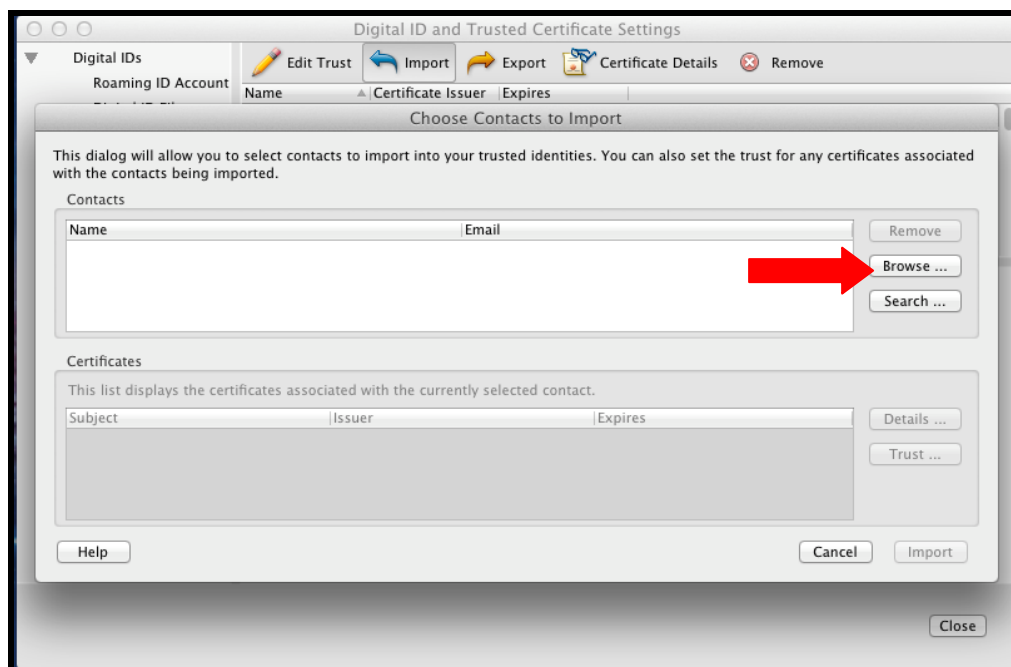 Digital ID and Trusted Certificate Settings
Digital IDs
Roaming ID Account
Edit Trust
Import
Export
Certificate Details
Remove
Name
Certificate Issuer
Expires
Choose Contacts to Import
This dialog will allow you to select contacts to import into your trusted identities. You can also set the trust for any certificates associated
with the contacts being imported.
Contacts
Name
Email
Remove
Browse ...
Search ...
Certificates
This list displays the certificates associated with the currently selected contact.
Subject
Issuer
Expires
Details ...
Trust ...
Help
Cancel
Import
Close